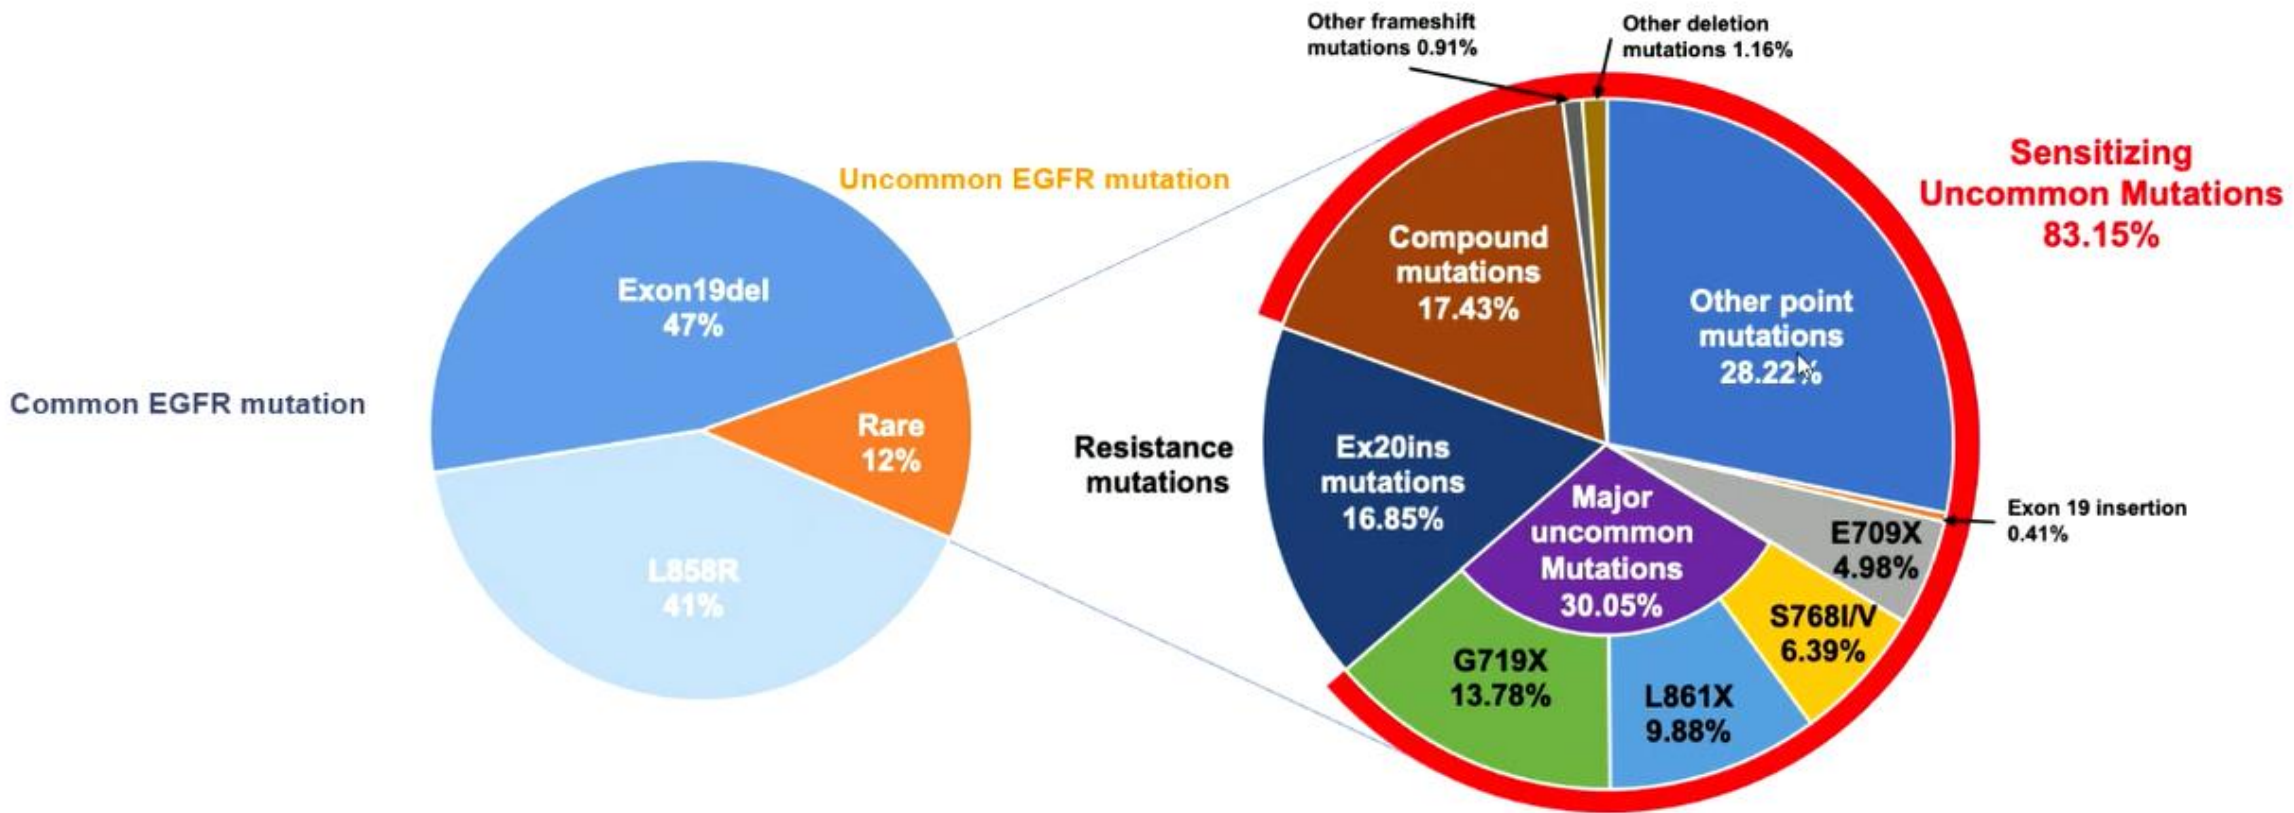 Common EGFR mutation
Exon19del
47%
L858R
41%
Rare
12%
Uncommon EGFR mutation
Other frameshift
mutations 0.91%
Other deletion
mutations 1.16%
Sensitizing
Uncommon Mutations
83.15%
Compound
mutations
17.43%
Other point
mutations
28.22%
Resistance
mutations
Ex20ins
mutations
16.85%
Major
uncommon
Mutations
30.05%
Exon 19 insertion
0.41%
E709X
4.98%
S768I/V
6.39%
L861X
9.88%
G719X
13.78%